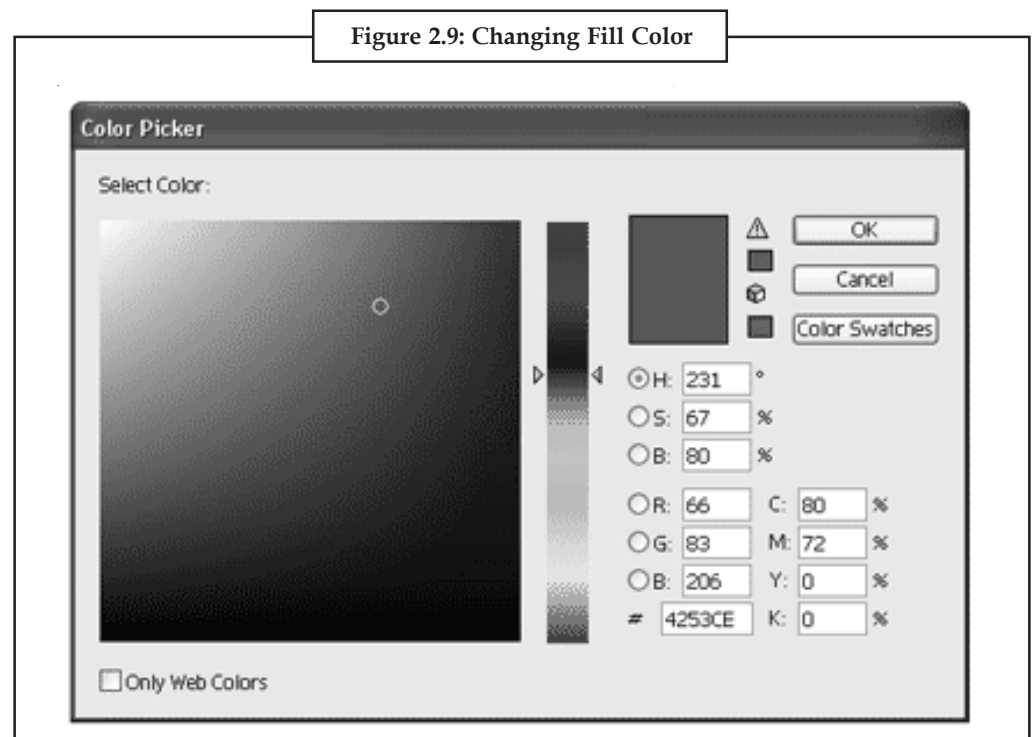 Figure 2.9: Changing Fill Color
Color Picker
Select Color:
OK
Cancel
Color Swatches
H: 231 °
S: 67 %
B: 80 %
R: 66 C: 80 %
G: 83 M: 72 %
B: 206 Y: 0 %
# 4253CE K: 0 %
Only Web Colors